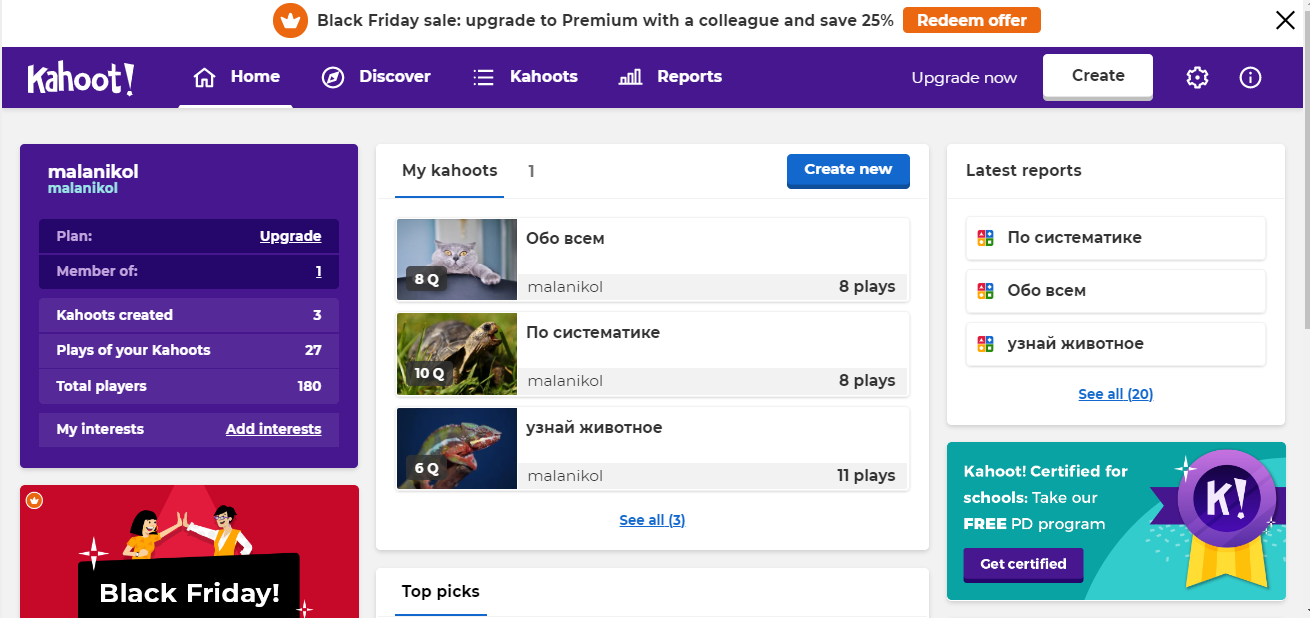 Black Friday sale: upgrade to Premium with a colleague and save 25% Redeem offer
Kahoot! Home Discover Kahoots Reports Upgrade now Create
malanikol
malanikol
Plan: Upgrade
Member of: 1
Kahoots created 3
Plays of your Kahoots 27
Total players 180
My interests Add interests
Black Friday!
My kahoots 1 Create new
Обо всем
8 Q
malanikol 8 plays
По систематике
10 Q
malanikol 8 plays
узнай животное
6 Q
malanikol 11 plays
See all (3)
Top picks
Latest reports
По систематике
Обо всем
узнай животное
See all (20)
Kahoot! Certified for
schools: Take our
FREE PD program
Get certified
K!